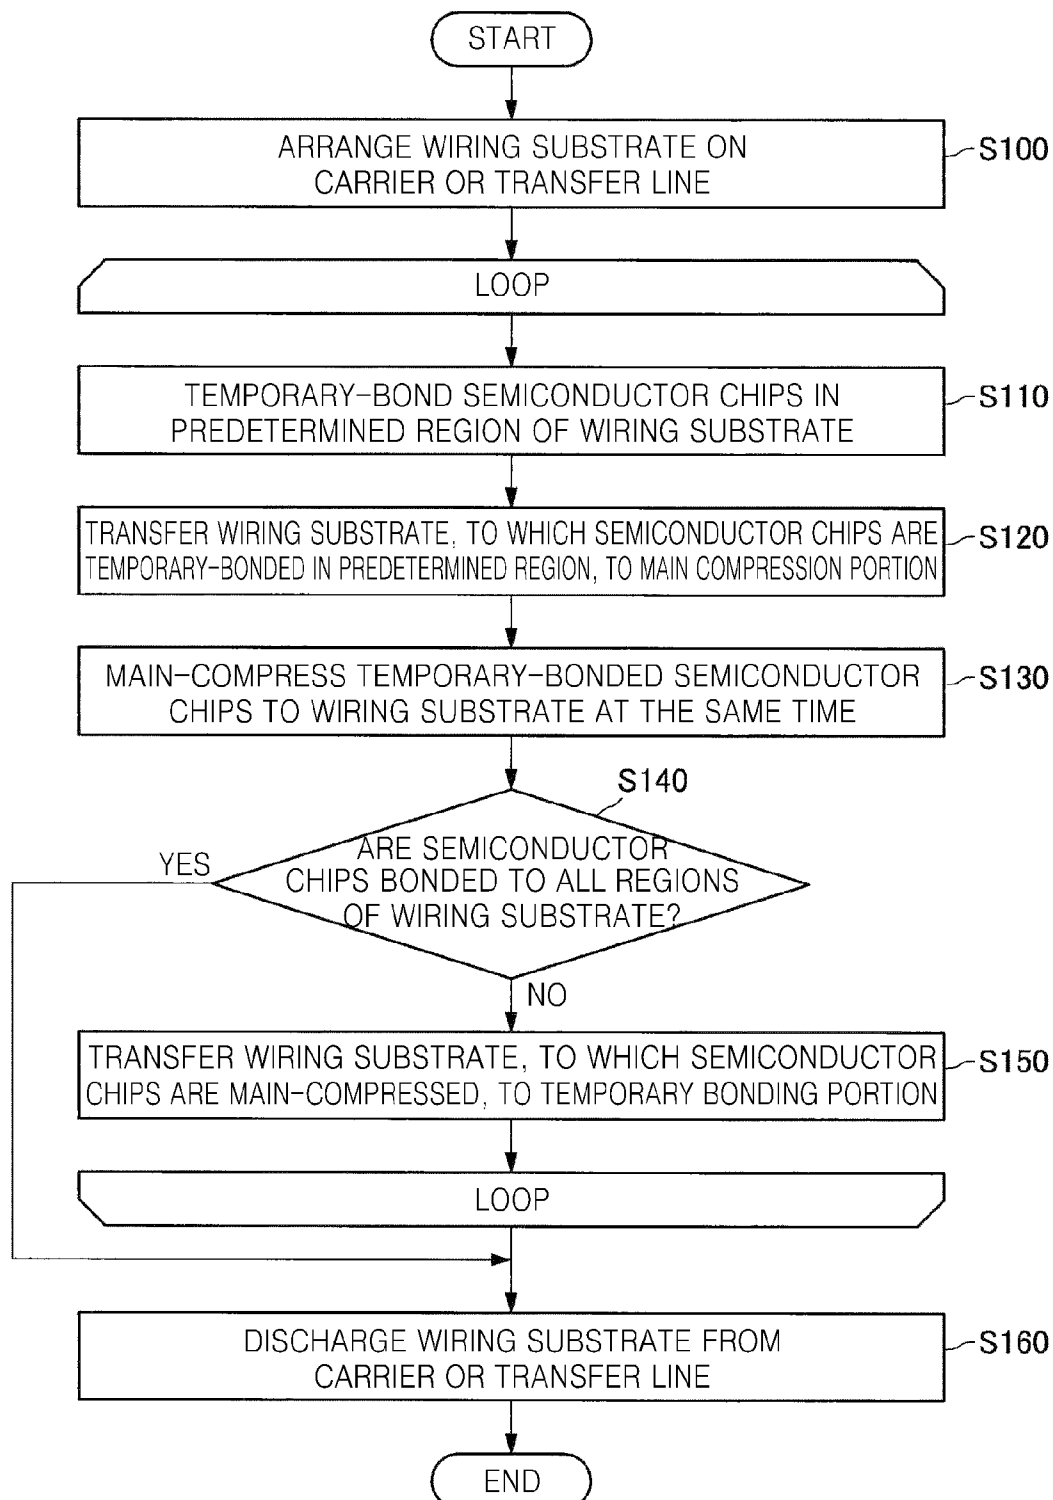 START
ARRANGE WIRING SUBSTRATE ON
CARRIER OR TRANSFER LINE
S100
LOOP
TEMPORARY-BOND SEMICONDUCTOR CHIPS IN
PREDETERMINED REGION OF WIRING SUBSTRATE
S110
TRANSFER WIRING SUBSTRATE, TO WHICH SEMICONDUCTOR CHIPS ARE
TEMPORARY-BONDED IN PREDETERMINED REGION, TO MAIN COMPRESSION PORTION
S120
MAIN-COMPRESS TEMPORARY-BONDED SEMICONDUCTOR
CHIPS TO WIRING SUBSTRATE AT THE SAME TIME
S130
S140
ARE SEMICONDUCTOR
CHIPS BONDED TO ALL REGIONS
OF WIRING SUBSTRATE?
YES
NO
TRANSFER WIRING SUBSTRATE, TO WHICH SEMICONDUCTOR
CHIPS ARE MAIN-COMPRESSED, TO TEMPORARY BONDING PORTION
S150
LOOP
DISCHARGE WIRING SUBSTRATE FROM
CARRIER OR TRANSFER LINE
S160
END